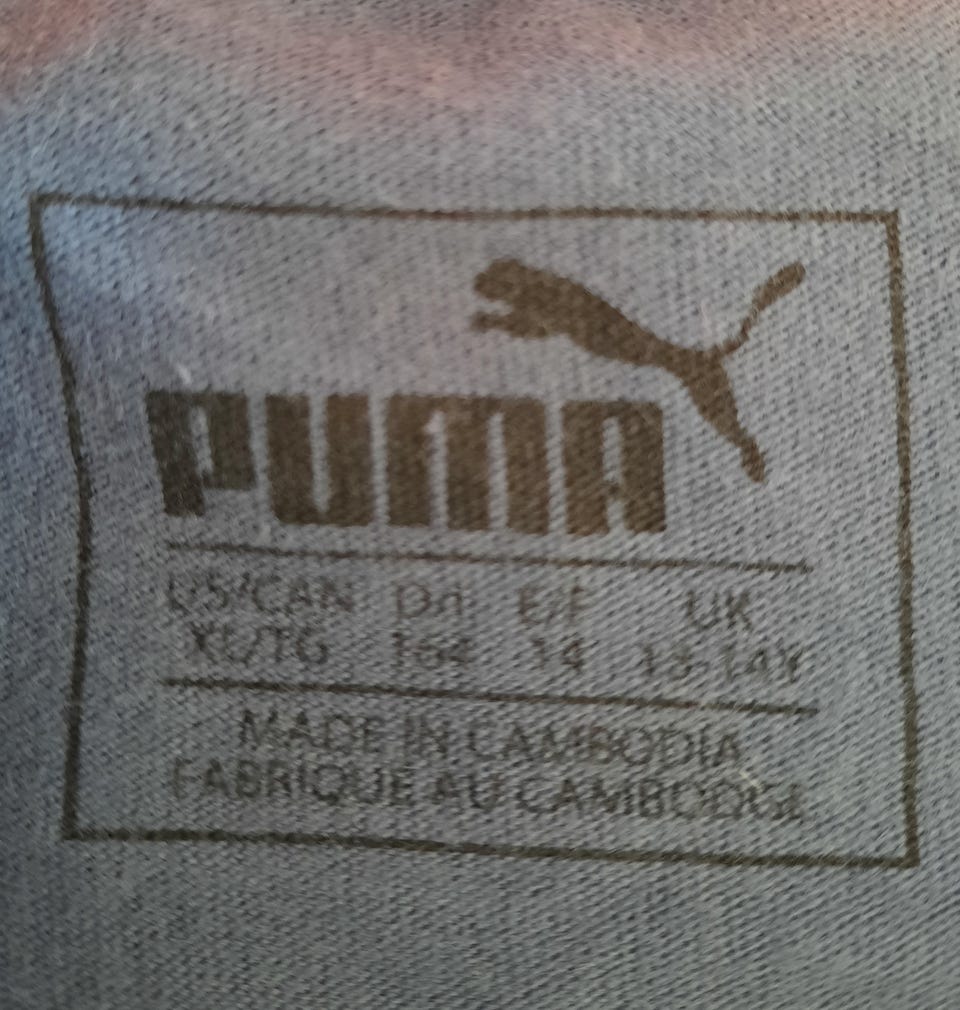 PUMA
US/CAN D/I E/F UK
XL/TG 164 14 13-14Y
MADE IN CAMBODIA
FABRIQUE AU CAMBODGE